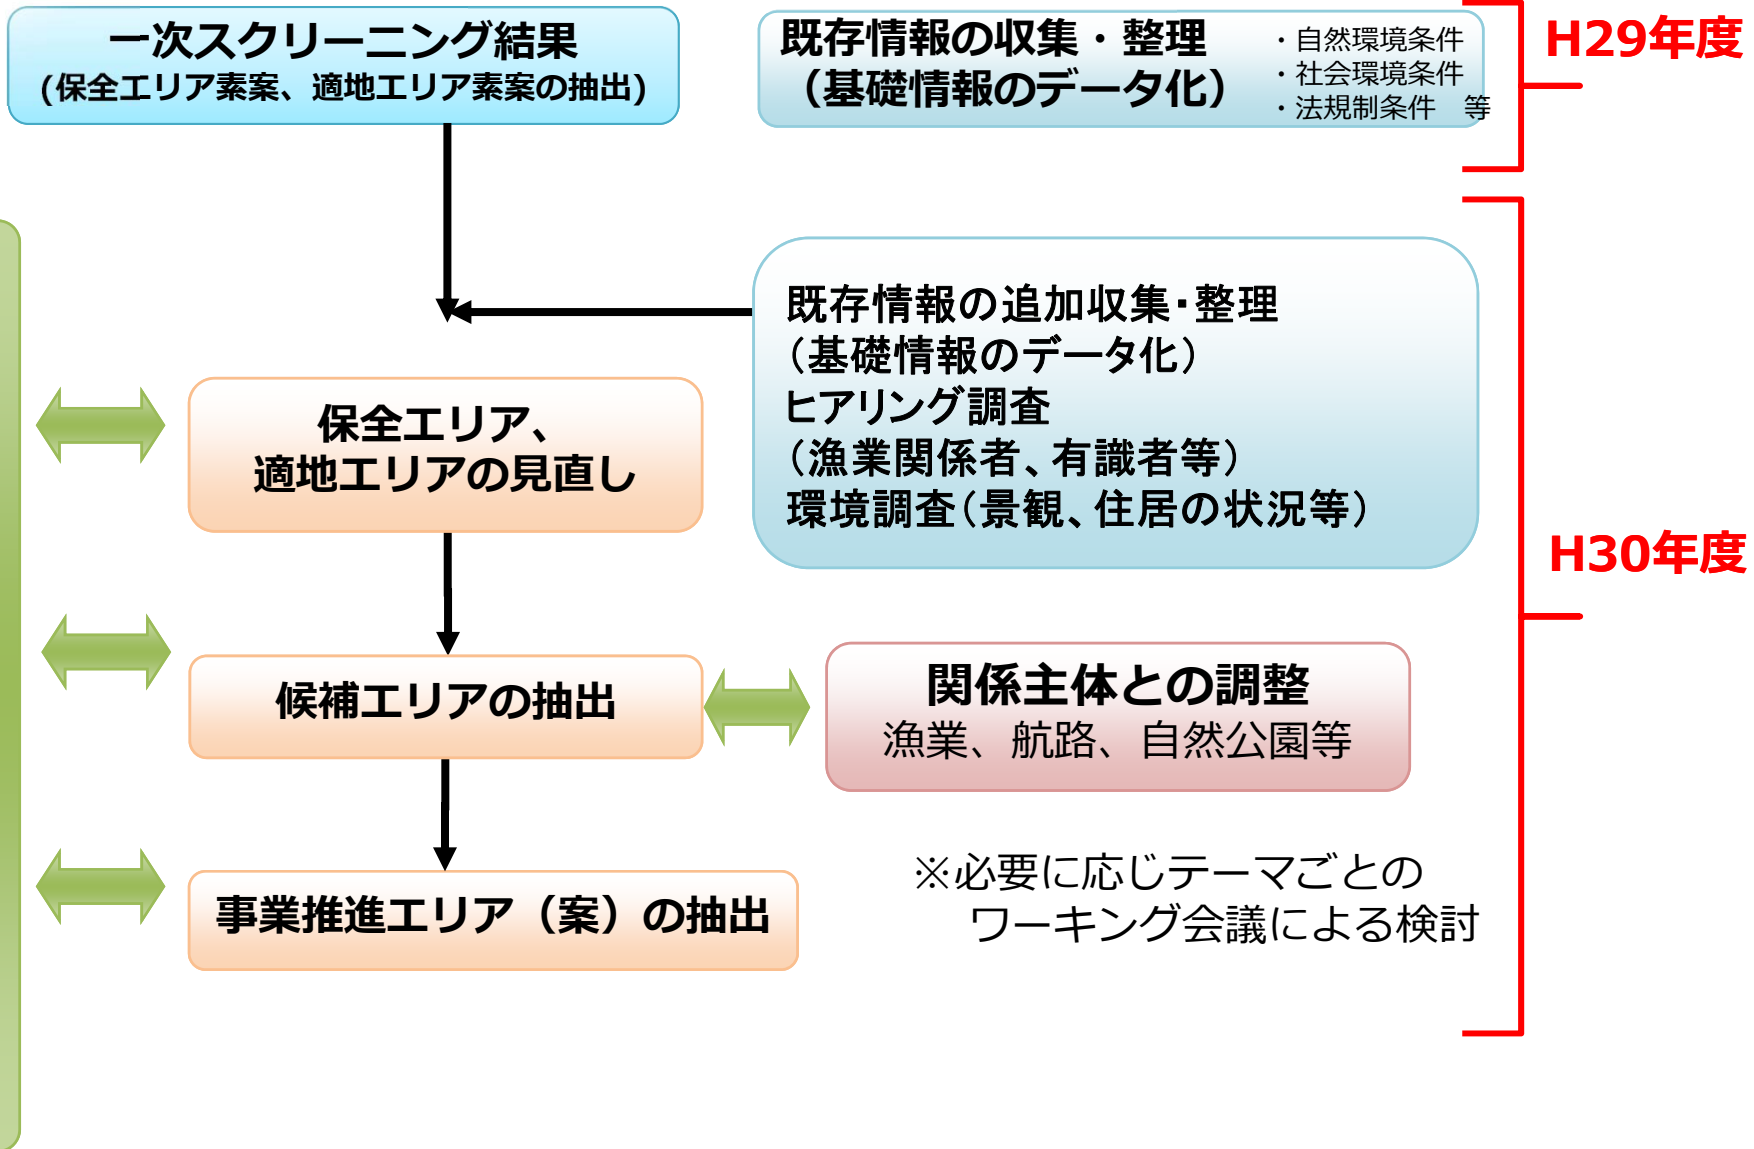 一次スクリーニング結果
(保全エリア素案、適地エリア素案の抽出)
既存情報の収集・整理
（基礎情報のデータ化）
・自然環境条件
・社会環境条件
・法規制条件　等
H29年度
既存情報の追加収集・整理
（基礎情報のデータ化）
ヒアリング調査
（漁業関係者、有識者等）
環境調査（景観、住居の状況等）
保全エリア、
適地エリアの見直し
H30年度
候補エリアの抽出
関係主体との調整
漁業、航路、自然公園等
※必要に応じテーマごとの
ワーキング会議による検討
事業推進エリア（案）の抽出